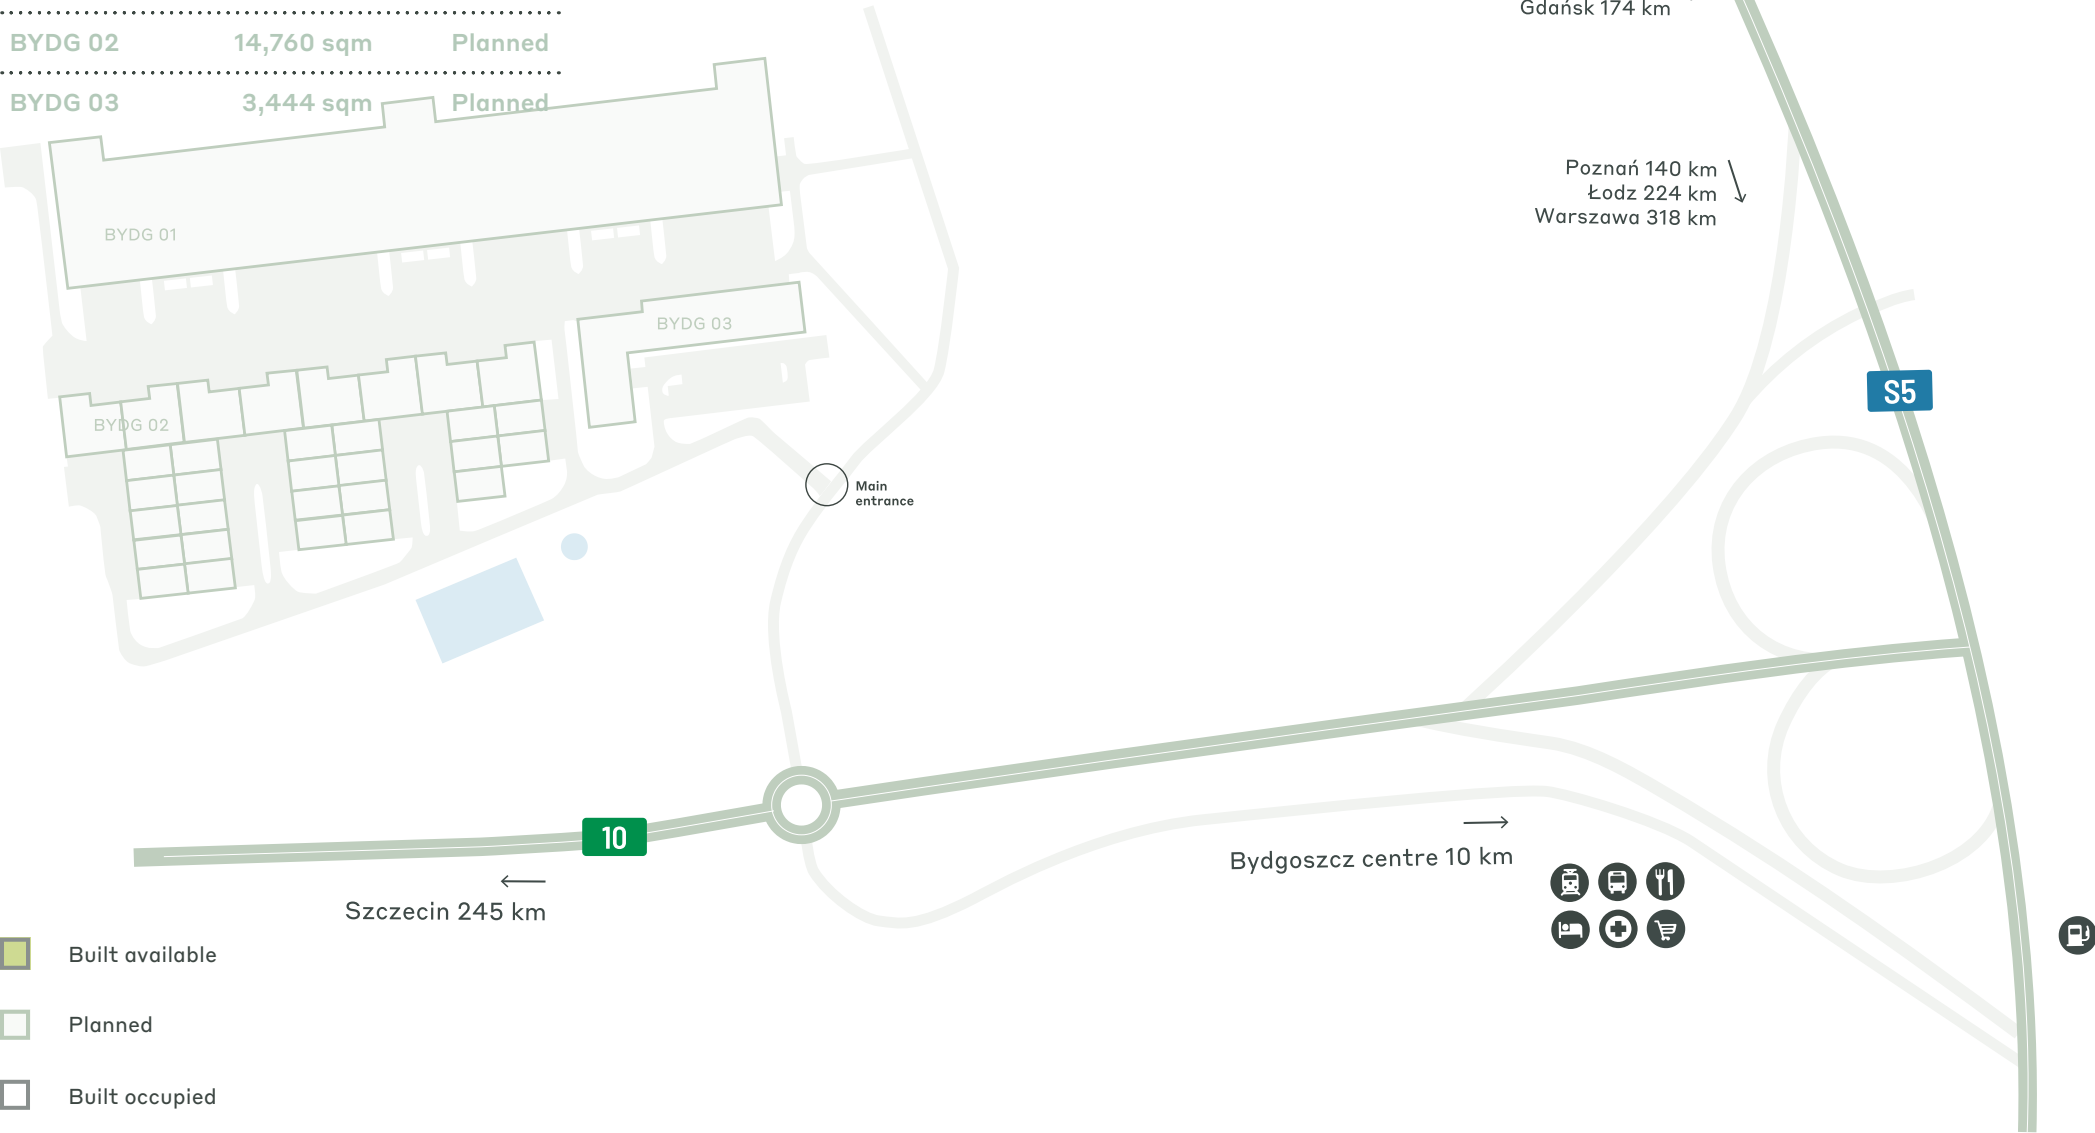 Gdańsk 174 km
BYDG 02 14,760 sqm Planned
BYDG 03 3,444 sqm Planned
Poznań 140 km
Łodz 224 km
Warszawa 318 km
BYDG 01
BYDG 03
S5
BYDG 02
Main
entrance
10
Bydgoszcz centre 10 km
Szczecin 245 km
Built available
Planned
Built occupied